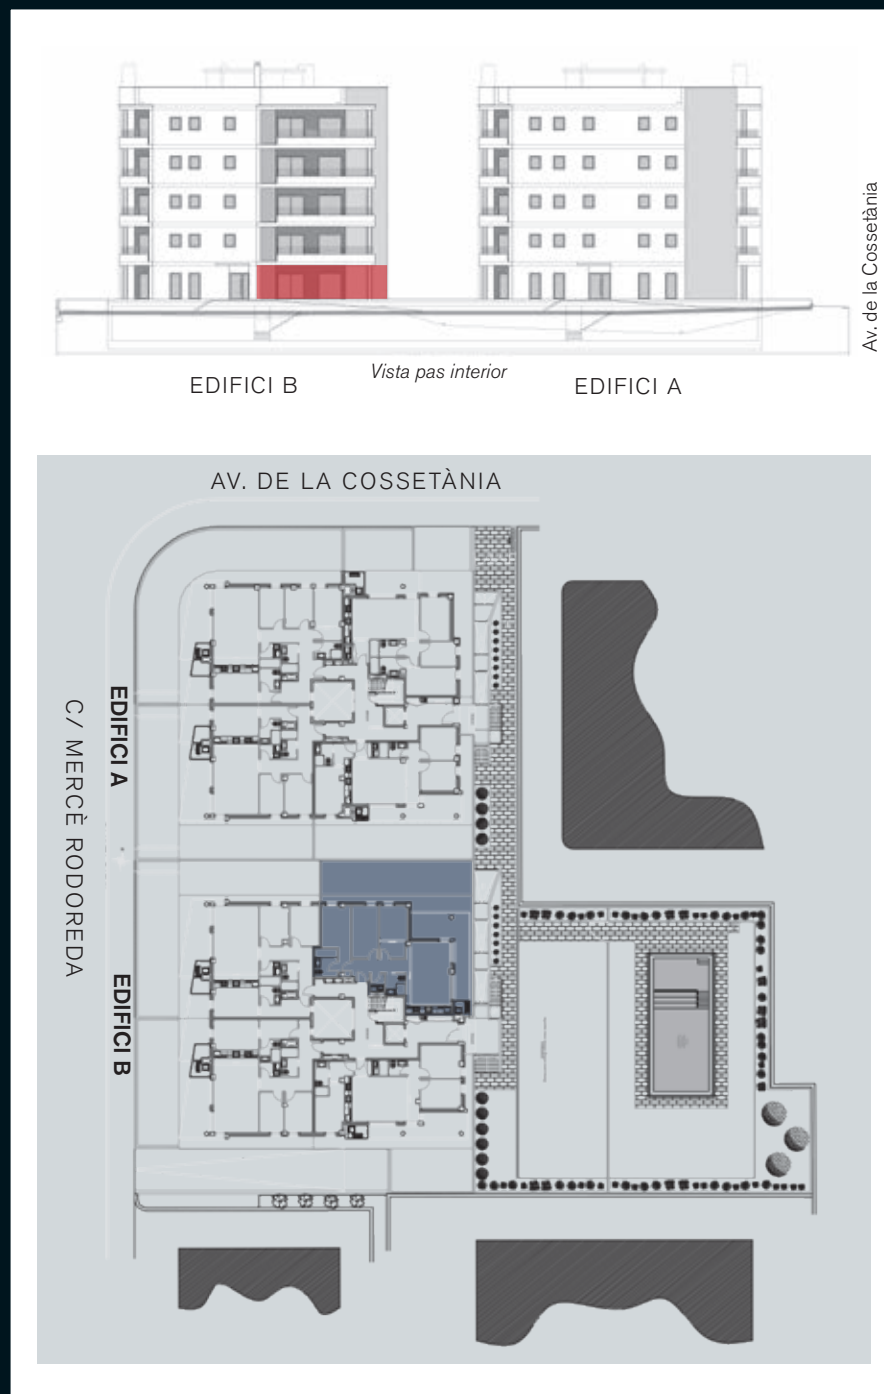 Av. de la Cossetània
Vista pas interior
EDIFICI B
EDIFICI A
AV. DE LA COSSETÀNIA
EDIFICI A
C/ MERCÈ RODOREDA
EDIFICI B